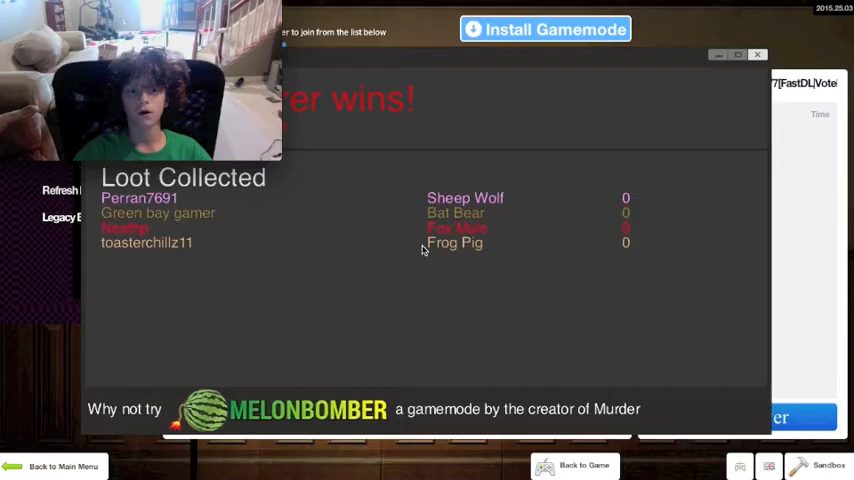 2015.25.03
er to join from the list below
Install Gamemode
rer wins!
7[FastDL|Vote
Time
Loot Collected
Refresh
Perran7691 Sheep Wolf 0
Green bay gamer Bat Bear 0
Legacy
Neathp Fox Mule 0
toasterchillz11 Frog Pig 0
Why not try MELONBOMBER a gamemode by the creator of Murder
er
Back to Main Menu
Back to Game
Sandbox